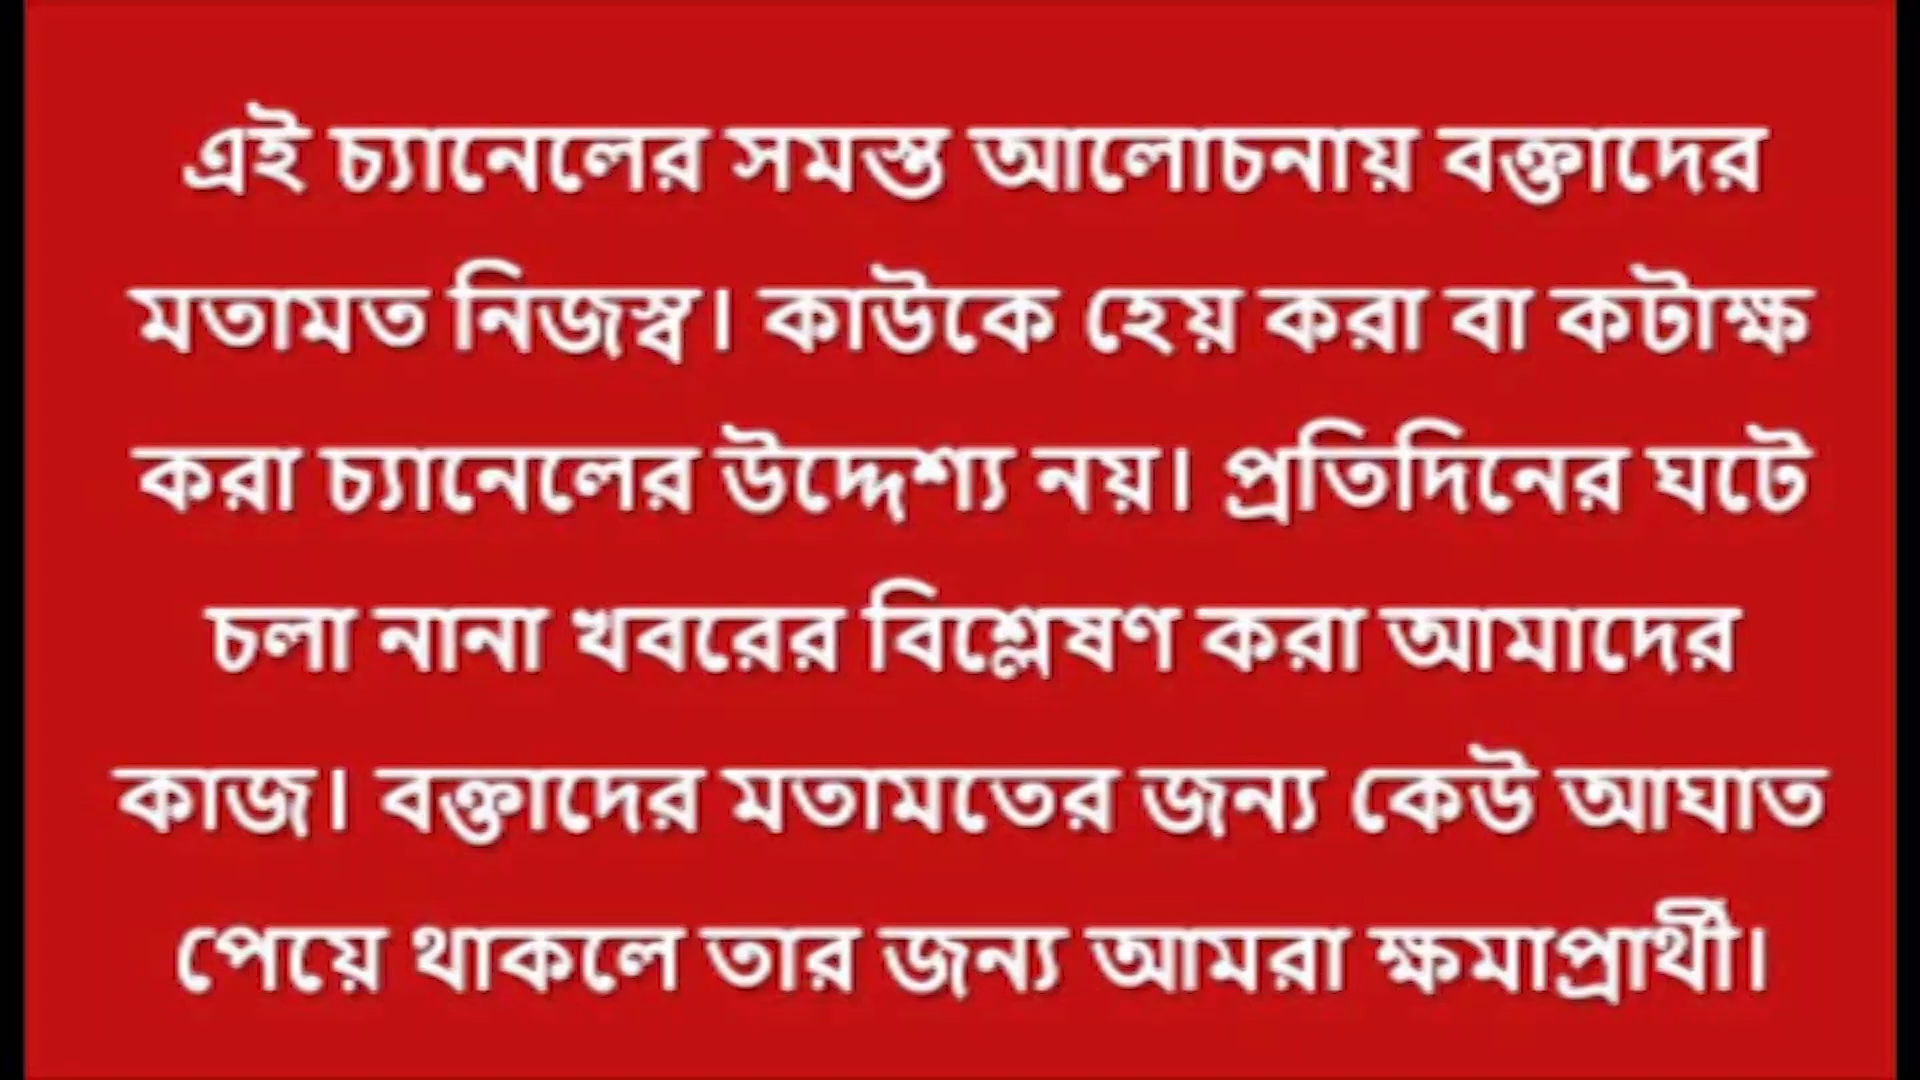 এই চ্যানেলের সমস্ত আলোচনায় বক্তাদের
মতামত নিজস্ব। কাউকে হেয় করা বা কটাক্ষ
করা চ্যানেলের উদ্দেশ্য নয়। প্রতিদিনের ঘটে
চলা নানা খবরের বিশ্লেষণ করা আমাদের
কাজ। বক্তাদের মতামতের জন্য কেউ আঘাত
পেয়ে থাকলে তার জন্য আমরা ক্ষমাপ্রার্থী।